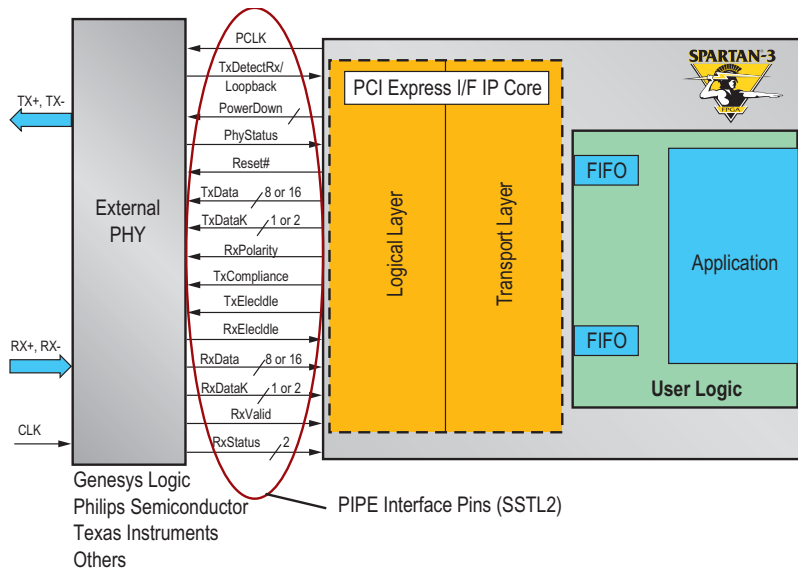 PCLK
TxDetectRx/
Loopback
PowerDown
PhyStatus
Reset#
TxData 8 or 16
TxDataK 1 or 2
RxPolarity
TxCompliance
TxElecIdle
RxElecIdle
RxData 8 or 16
RxDataK 1 or 2
RxValid
RxStatus 2
TX+, TX-
External
PHY
RX+, RX-
CLK
PCI Express I/F IP Core
Logical Layer
Transport Layer
SPARTAN-3
FPGA
FIFO
FIFO
Application
User Logic
Genesys Logic
Philips Semiconductor
Texas Instruments
Others
PIPE Interface Pins (SSTL2)